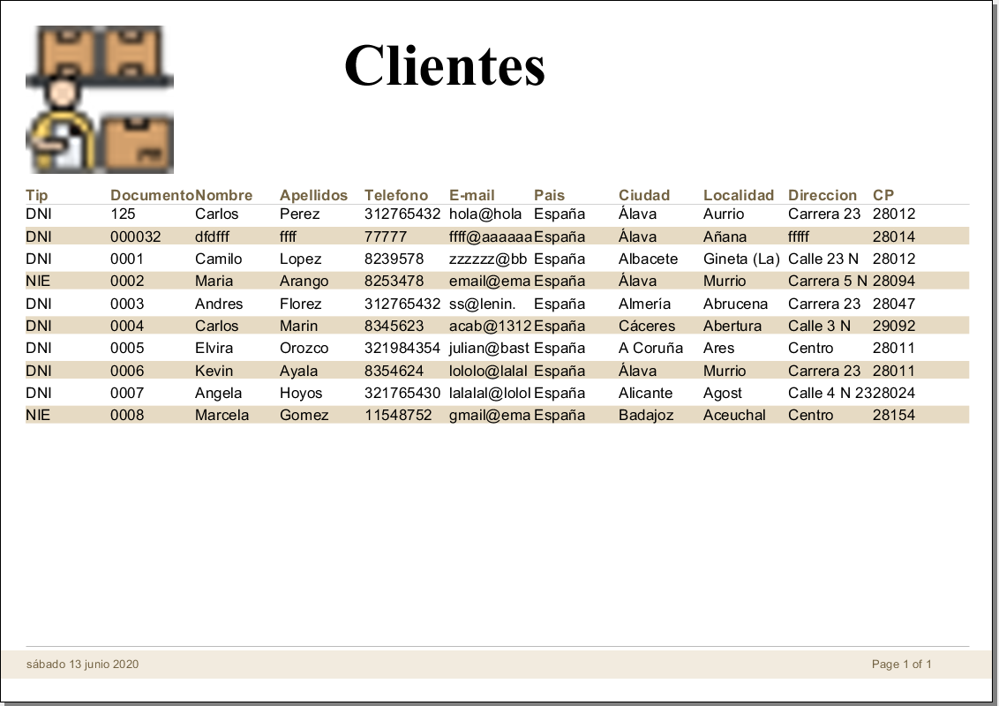 Clientes
Tip DocumentoNombre Apellidos Telefono E-mail Pais Ciudad Localidad Direccion CP
DNI 125 Carlos Perez 312765432 hola@hola España Álava Aurrio Carrera 23 28012
DNI 000032 dfdfff ffff 77777 ffff@aaaaaa España Álava Añana fffff 28014
DNI 0001 Camilo Lopez 8239578 zzzzzz@bb España Albacete Gineta (La) Calle 23 N 28012
NIE 0002 Maria Arango 8253478 email@ema España Álava Murrio Carrera 5 N 28094
DNI 0003 Andres Florez 312765432 ss@lenin. España Almería Abrucena Carrera 23 28047
DNI 0004 Carlos Marin 8345623 acab@1312 España Cáceres Abertura Calle 3 N 29092
DNI 0005 Elvira Orozco 321984354 julian@bast España A Coruña Ares Centro 28011
DNI 0006 Kevin Ayala 8354624 lololo@lalal España Álava Murrio Carrera 23 28011
DNI 0007 Angela Hoyos 321765430 lalalal@lolol España Alicante Agost Calle 4 N 23 28024
NIE 0008 Marcela Gomez 11548752 gmail@ema España Badajoz Aceuchal Centro 28154
sábado 13 junio 2020 Page 1 of 1